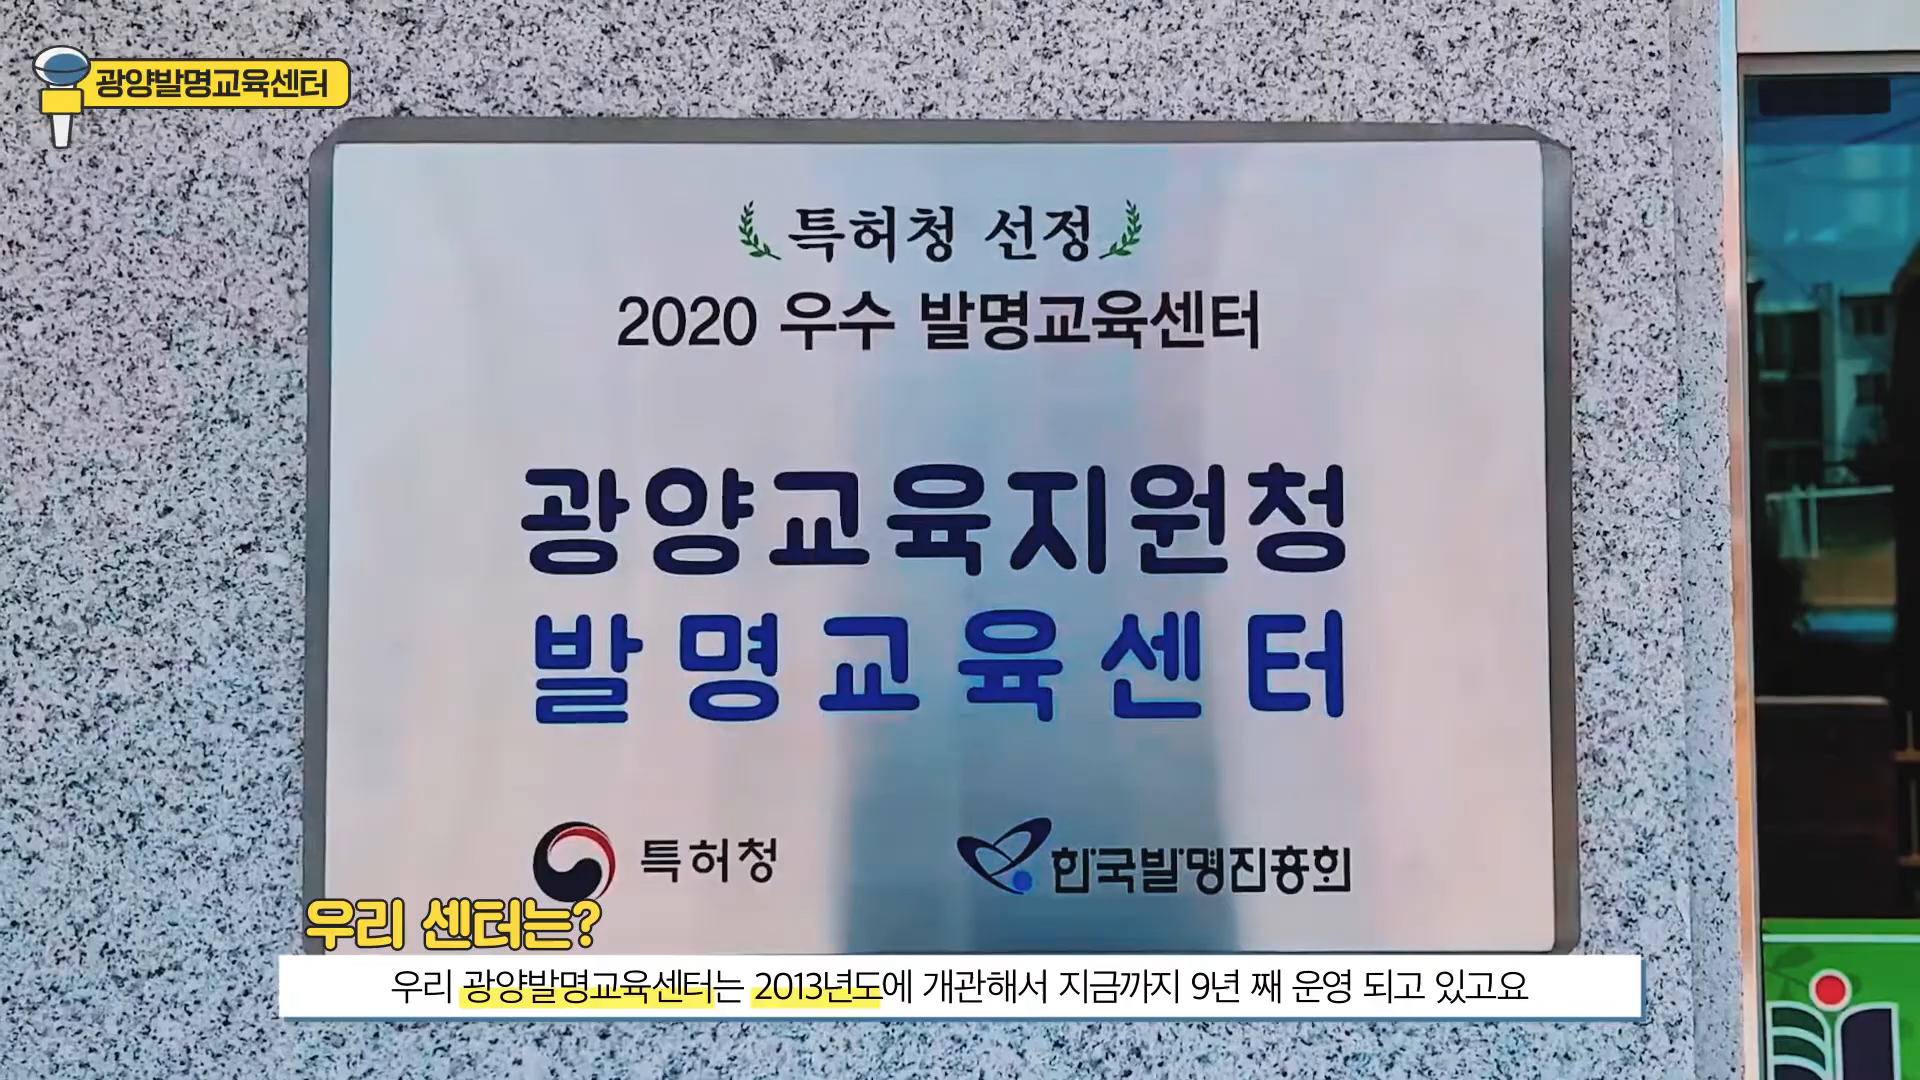 광양발명교육센터
특허청 선정
2020 우수 발명교육센터
광양교육지원청
발명교육센터
특허청
한국발명진흥회
우리 센터는?
우리 광양발명교육센터는 2013년도에 개관해서 지금까지 9년 째 운영 되고 있고요